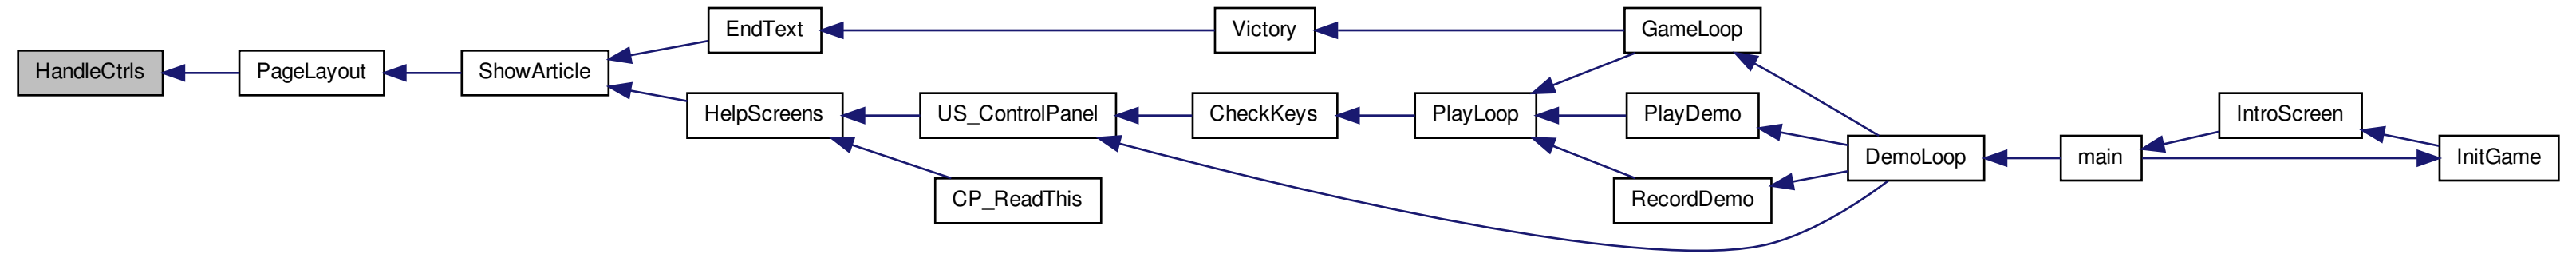 HandleCtrls
PageLayout
ShowArticle
EndText
HelpScreens
Victory
US_ControlPanel
CP_ReadThis
CheckKeys
GameLoop
PlayLoop
PlayDemo
RecordDemo
DemoLoop
main
IntroScreen
InitGame